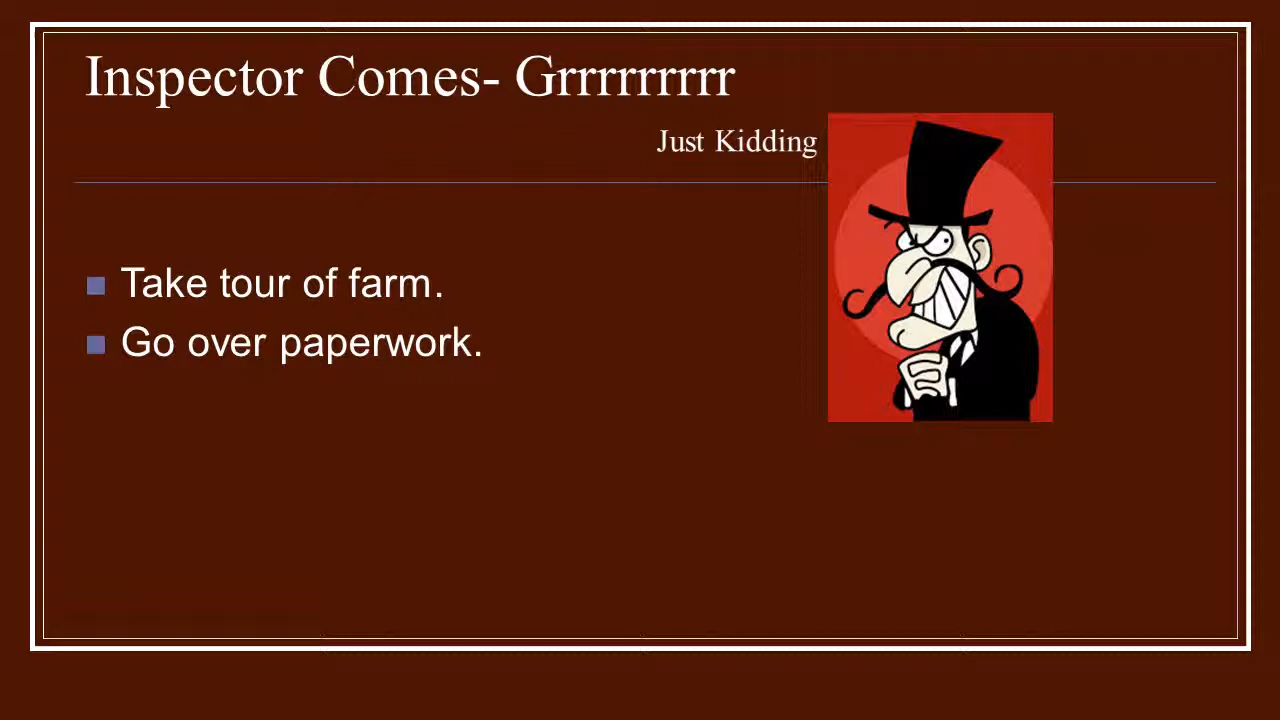 Inspector Comes- Grrrrrrrrr
Just Kidding
Take tour of farm.
Go over paperwork.